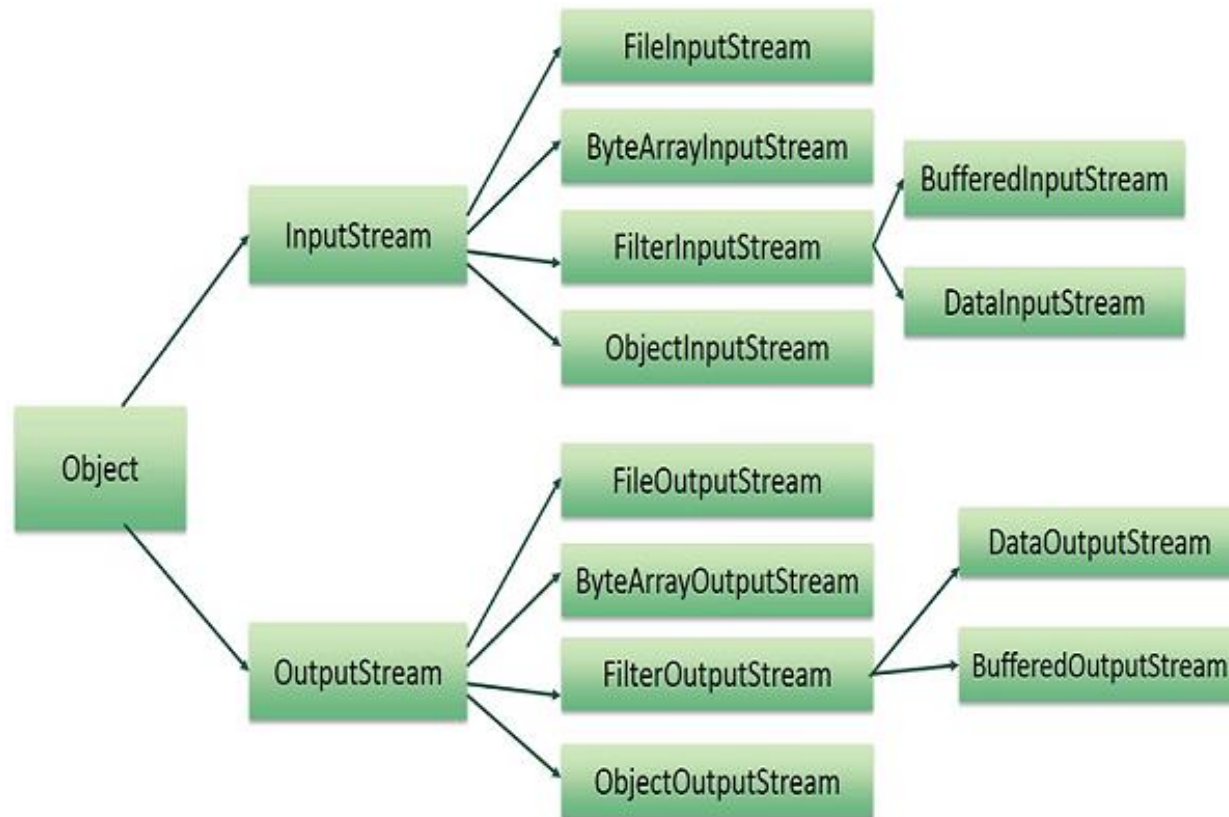 FileInputStream
ByteArrayInputStream
BufferedInputStream
InputStream
FilterInputStream
DataInputStream
ObjectInputStream
Object
FileOutputStream
DataOutputStream
ByteArrayOutputStream
OutputStream
FilterOutputStream
BufferedOutputStream
ObjectOutputStream